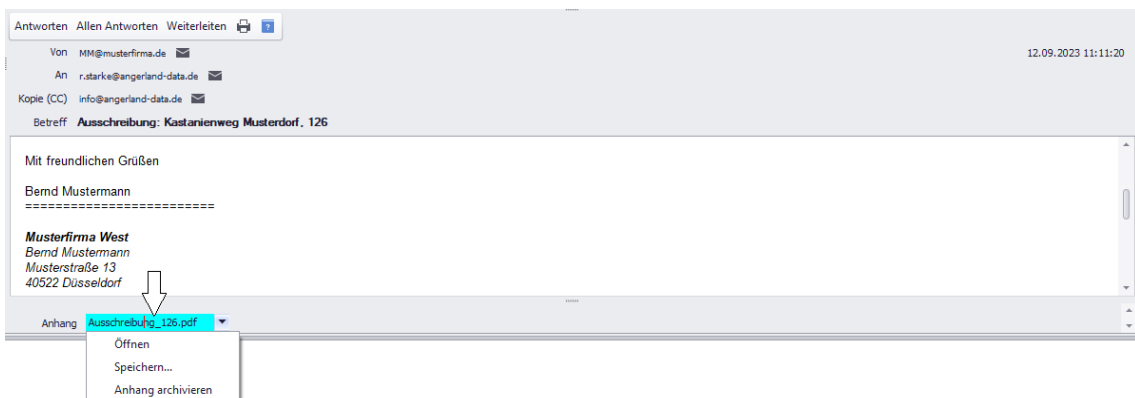 Antworten Allen Antworten Weiterleiten ?
Von MM@musterfirma.de 12.09.2023 11:11:20
An r.starke@angerland-data.de
Kopie (CC) info@angerland-data.de
Betreff Ausschreibung: Kastanienweg Musterdorf, 126
Mit freundlichen Grüßen
Bernd Mustermann
=========================
Musterfirma West
Bernd Mustermann
Musterstraße 13
40522 Düsseldorf
Anhang Ausschreibung_126.pdf
Öffnen
Speichern...
Anhang archivieren